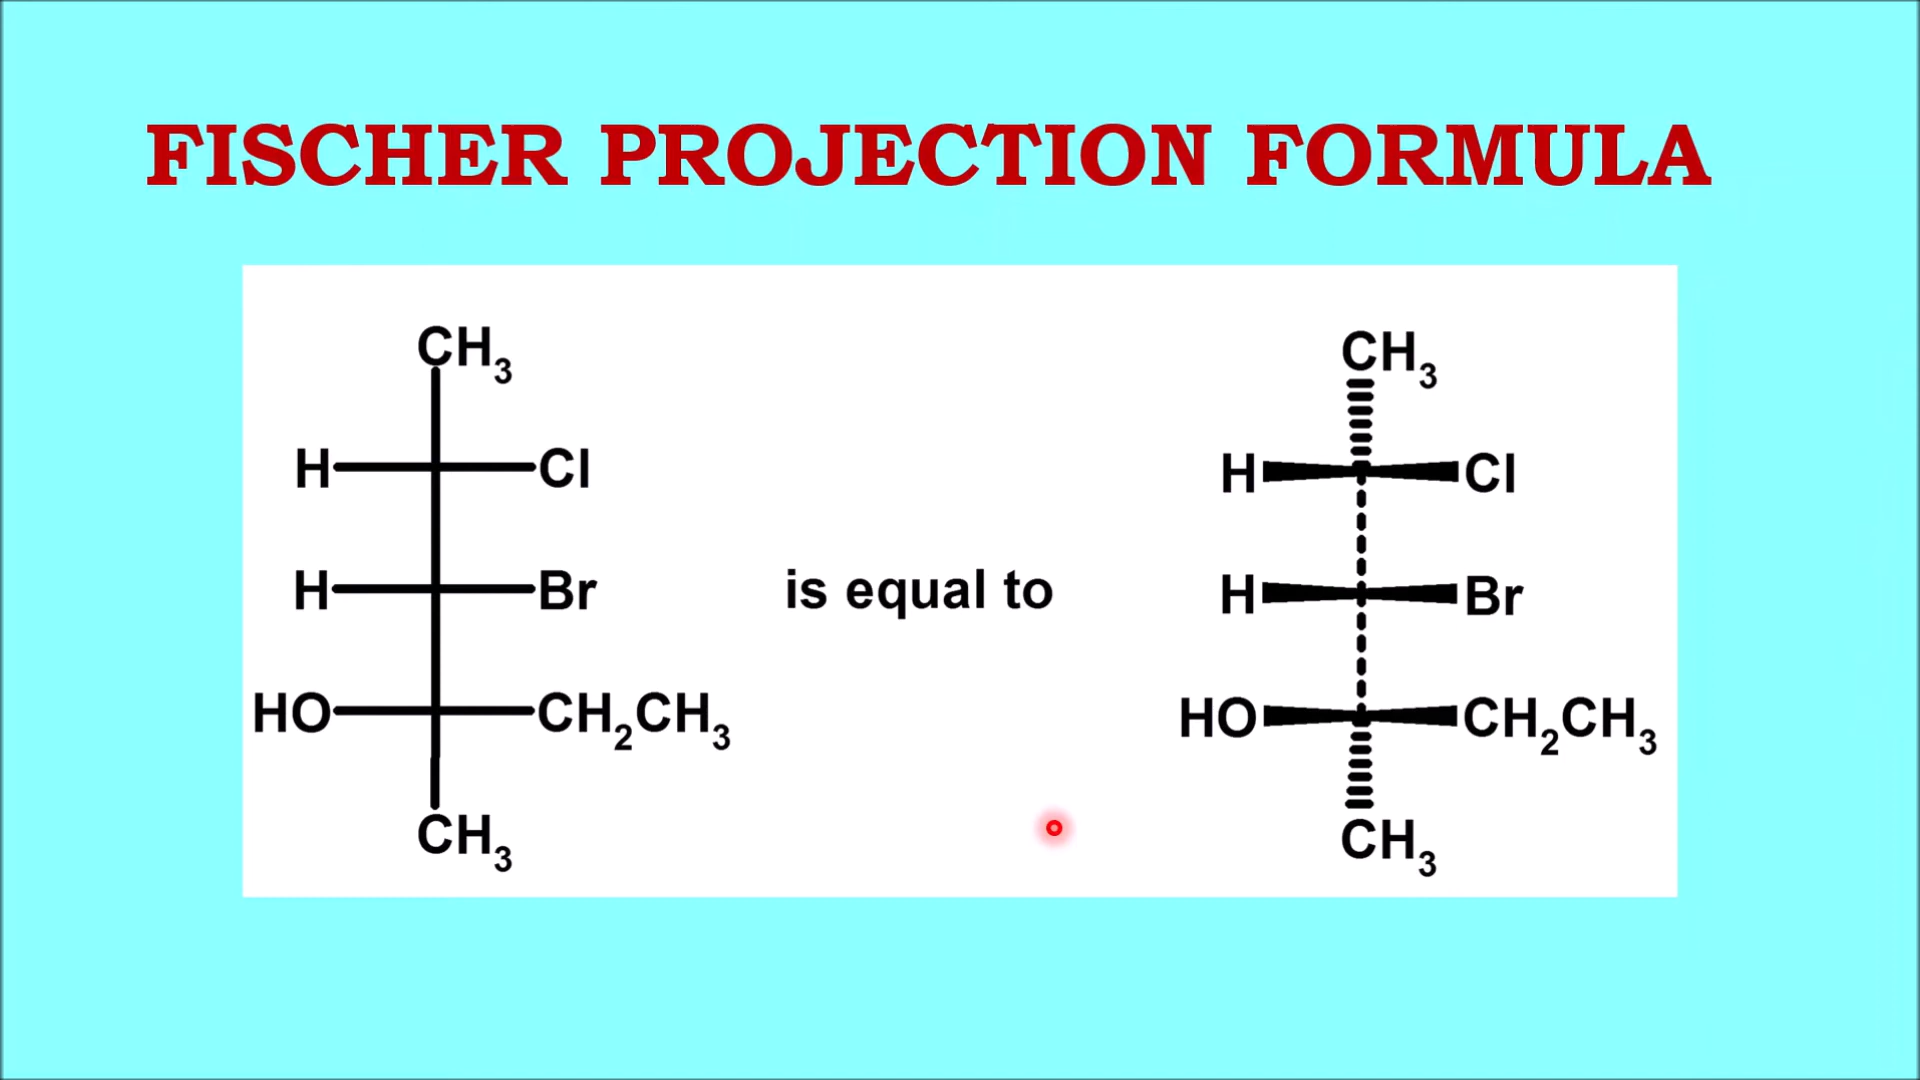 FISCHER PROJECTION FORMULA
CH₃ CH₃
H Cl H Cl
H Br is equal to H Br
HO CH₂CH₃ HO CH₂CH₃
CH₃ CH₃